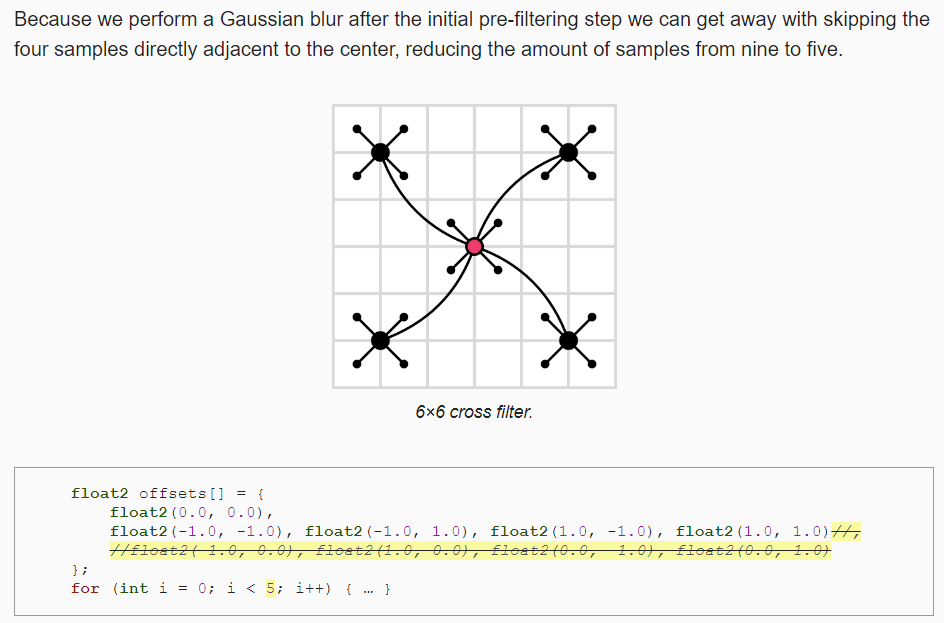 Because we perform a Gaussian blur after the initial pre-filtering step we can get away with skipping the
four samples directly adjacent to the center, reducing the amount of samples from nine to five.
6×6 cross filter.
float2 offsets[] = {
float2(0.0, 0.0),
float2(-1.0, -1.0), float2(-1.0, 1.0), float2(1.0, -1.0), float2(1.0, 1.0)//,
//float2(-1.0, 0.0), float2(1.0, 0.0), float2(0.0, -1.0), float2(0.0, 1.0)
};
for (int i = 0; i < 5; i++) { … }